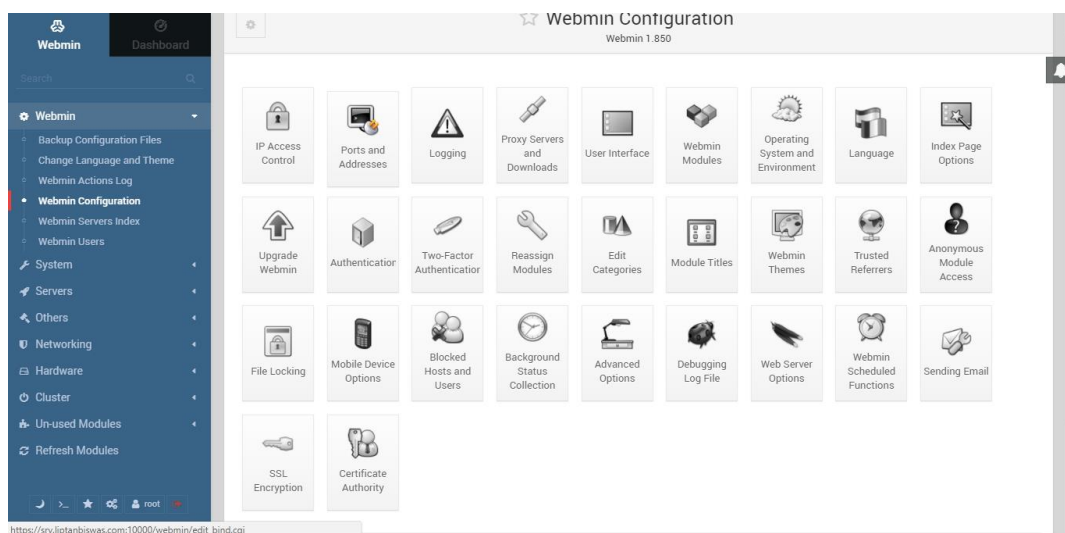 Webmin
Dashboard
Search
Webmin
Backup Configuration Files
Change Language and Theme
Webmin Actions Log
Webmin Configuration
Webmin Servers Index
Webmin Users
System
Servers
Others
Networking
Hardware
Cluster
Un-used Modules
Refresh Modules
root
https://srv.liptanbiswas.com:10000/webmin/edit_bind.cgi
Webmin Configuration
Webmin 1.850
IP Access
Control
Ports and
Addresses
Logging
Proxy Servers
and
Downloads
User Interface
Webmin
Modules
Operating
System and
Environment
Language
Index Page
Options
Upgrade
Webmin
Authentication
Two-Factor
Authentication
Reassign
Modules
Edit
Categories
Module Titles
Webmin
Themes
Trusted
Referrers
Anonymous
Module
Access
File Locking
Mobile Device
Options
Blocked
Hosts and
Users
Background
Status
Collection
Advanced
Options
Debugging
Log File
Web Server
Options
Webmin
Scheduled
Functions
Sending Email
SSL
Encryption
Certificate
Authority